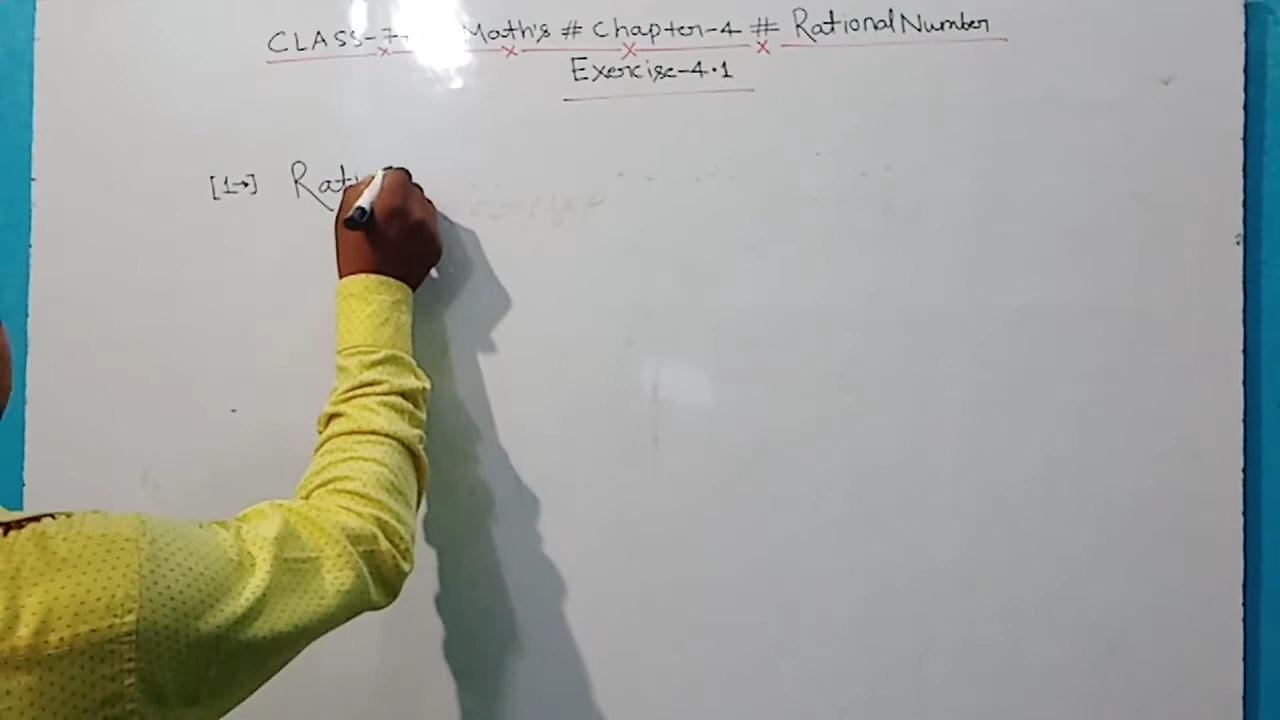 CLASS-7 Math's # Chapter-4 # Rational Number
Exercise-4.1
[1→] Rat